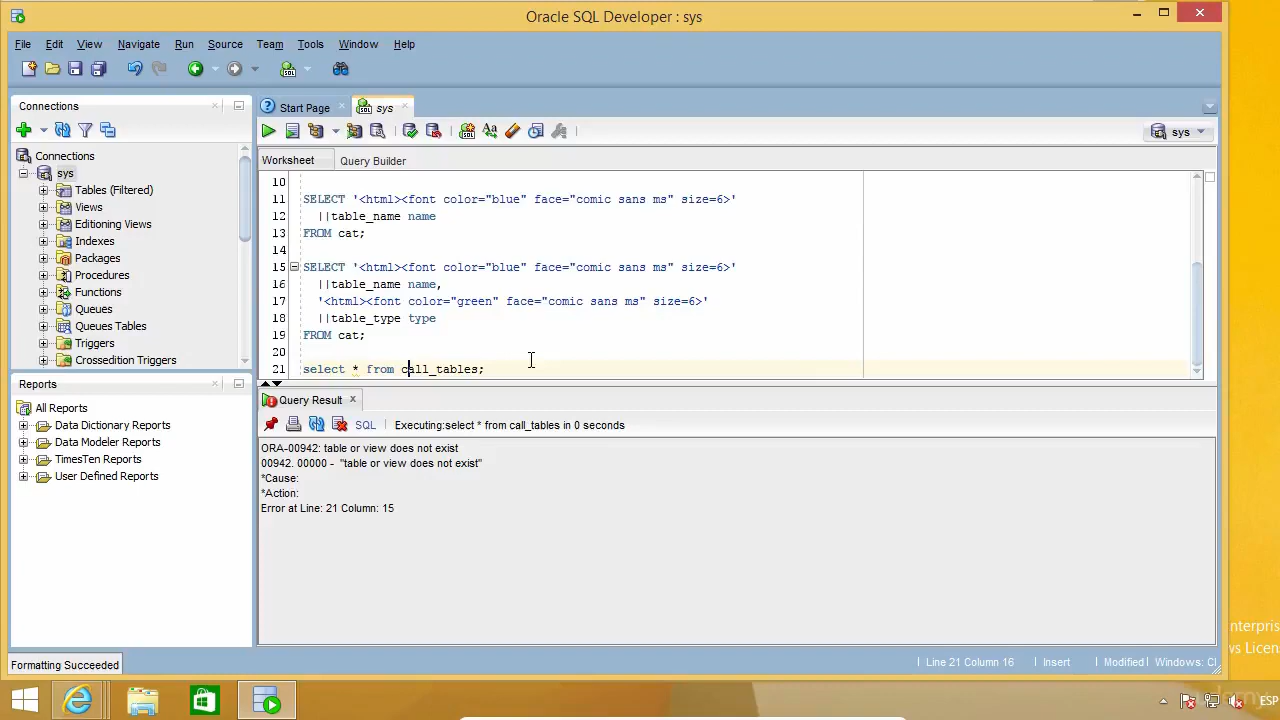 Oracle SQL Developer : sys
File Edit View Navigate Run Source Team Tools Window Help
Connections
Start Page
sys
sys
Connections
sys
Tables (Filtered)
Views
Editioning Views
Indexes
Packages
Procedures
Functions
Queues
Queues Tables
Triggers
Crossedition Triggers
Reports
All Reports
Data Dictionary Reports
Data Modeler Reports
TimesTen Reports
User Defined Reports
Worksheet Query Builder
10
11 SELECT '<html><font color="blue" face="comic sans ms" size=6>'
12 ||table_name name
13 FROM cat;
14
15 SELECT '<html><font color="blue" face="comic sans ms" size=6>'
16 ||table_name name,
17 '<html><font color="green" face="comic sans ms" size=6>'
18 ||table_type type
19 FROM cat;
20
21 select * from call_tables;
Query Result
SQL Executing:select * from call_tables in 0 seconds
ORA-00942: table or view does not exist
00942. 00000 - "table or view does not exist"
*Cause:
*Action:
Error at Line: 21 Column: 15
Formatting Succeeded
Line 21 Column 16 Insert Modified Windows: Cl
nterpris
ws Licen
ESP